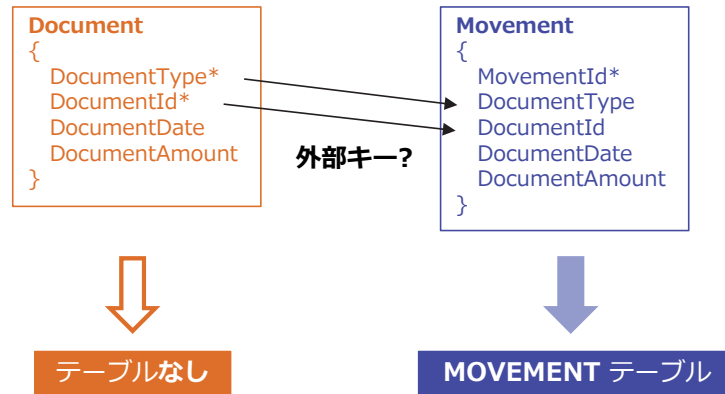 Document
{
DocumentType*
DocumentId*
DocumentDate
DocumentAmount
}
外部キー?
Movement
{
MovementId*
DocumentType
DocumentId
DocumentDate
DocumentAmount
}
テーブルなし
MOVEMENT テーブル